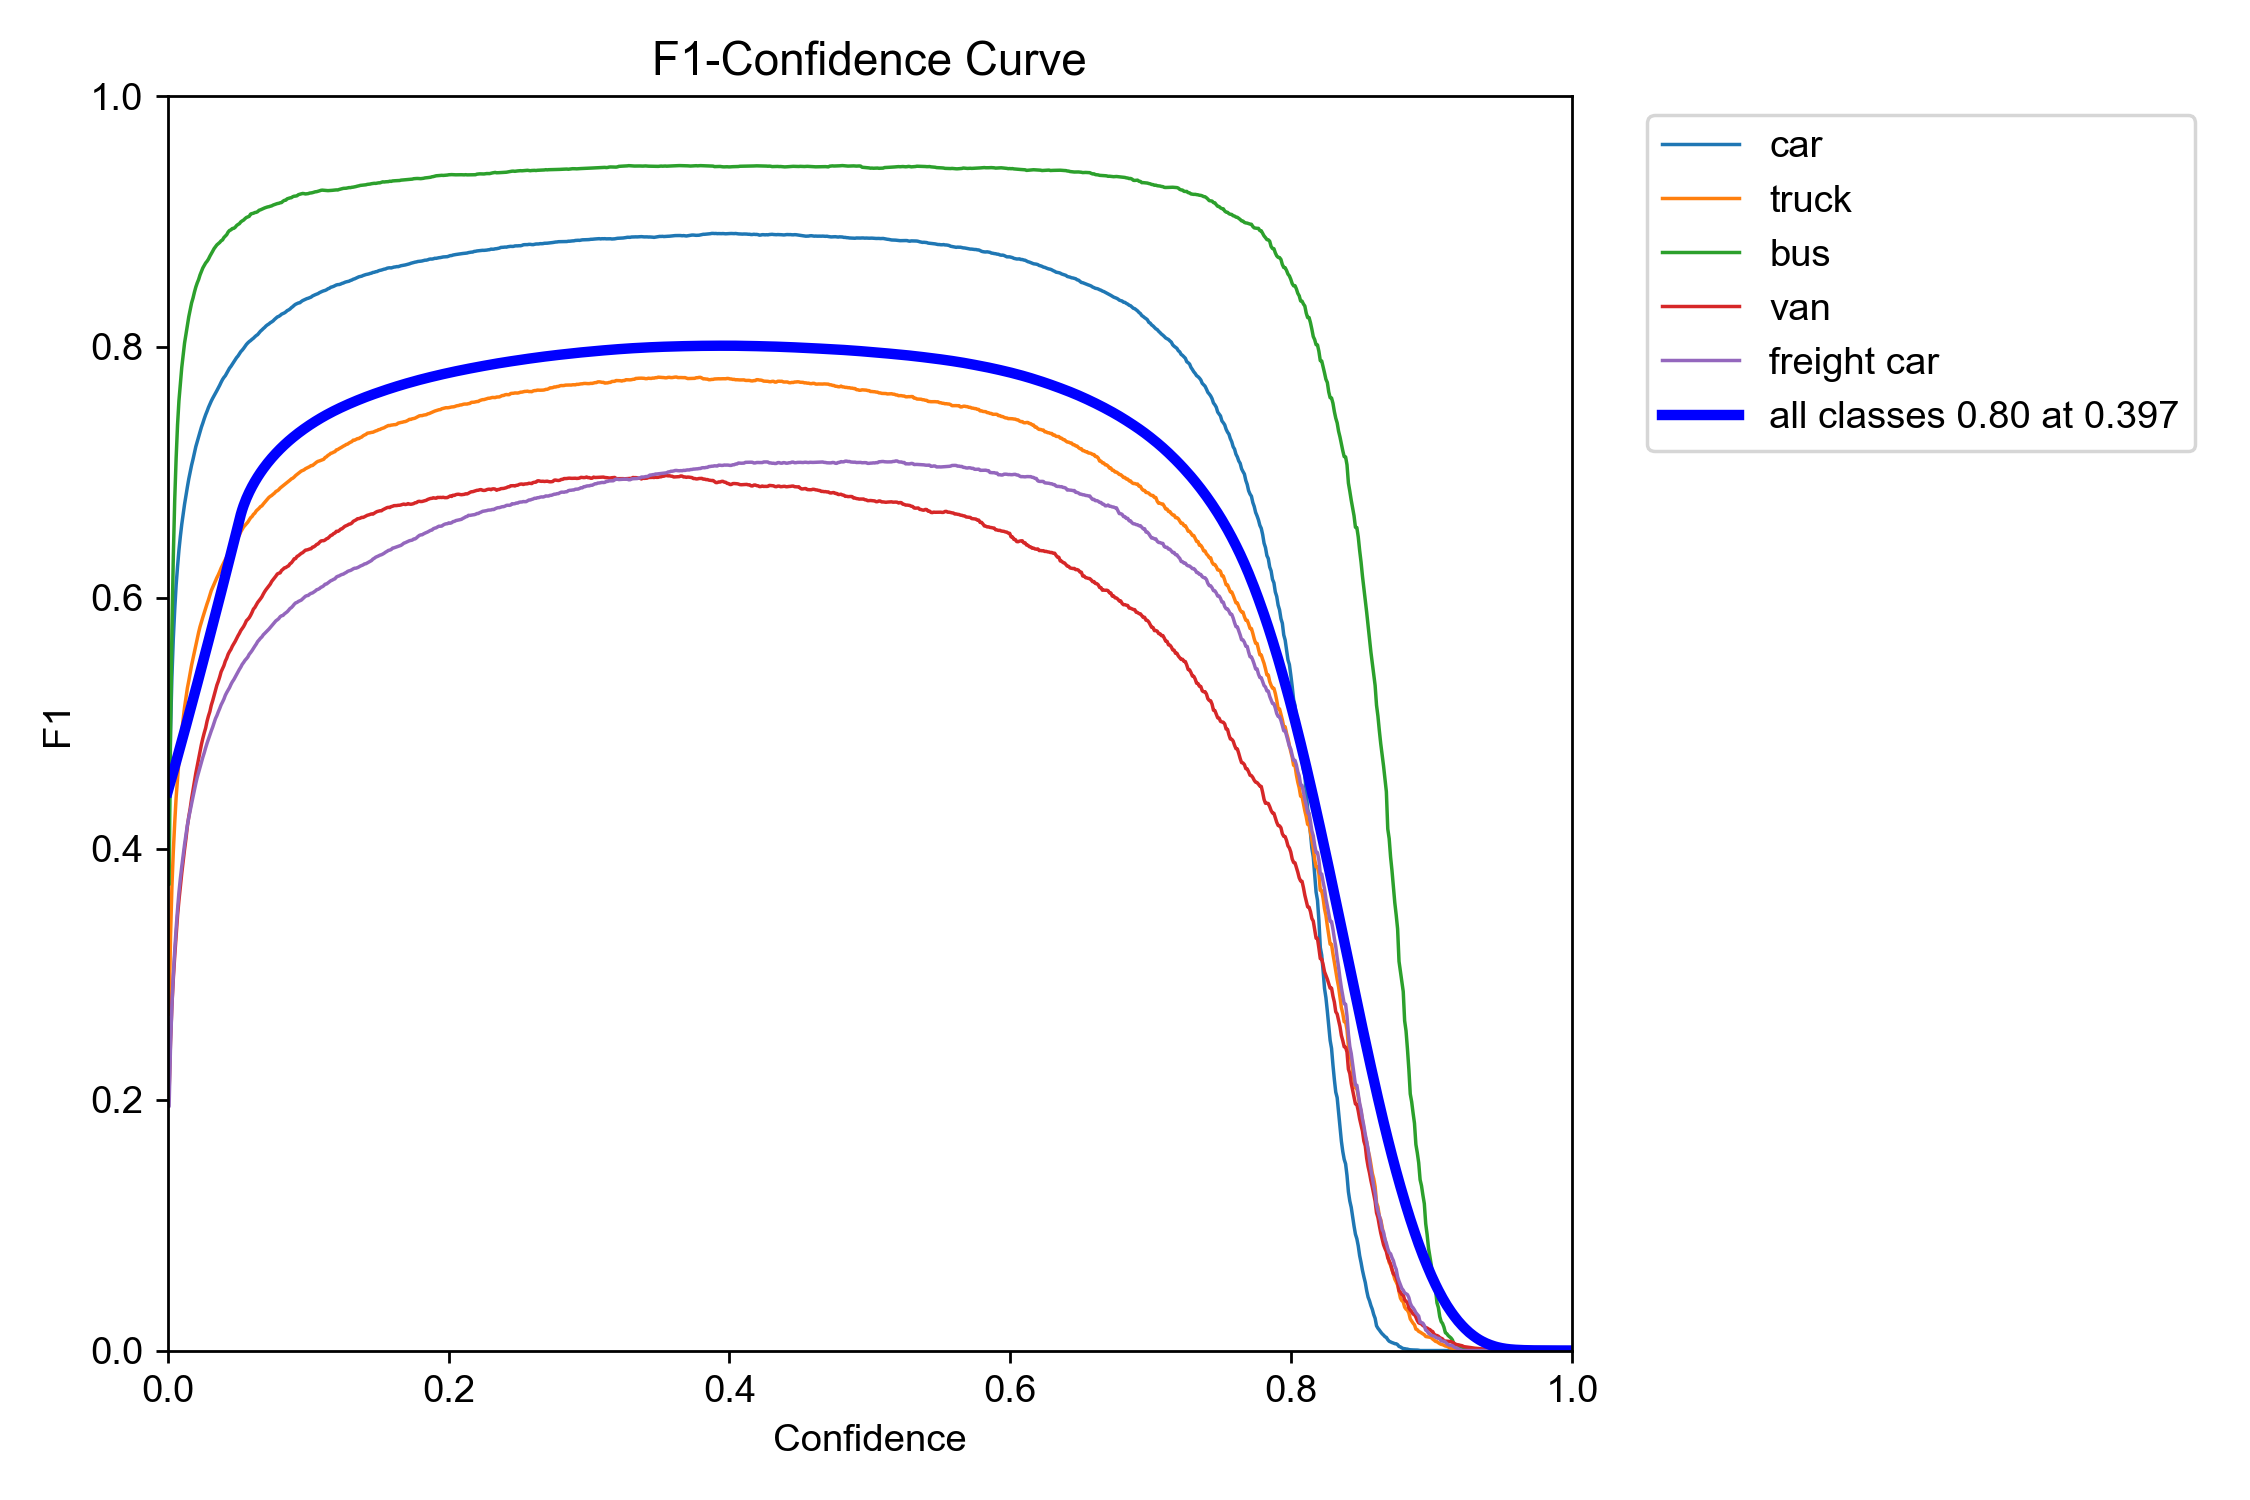 F1-Confidence Curve
1.0
0.8
0.6
0.4
0.2
0.0
F1
0.0 0.2 0.4 0.6 0.8 1.0
Confidence
car
truck
bus
van
freight car
all classes 0.80 at 0.397